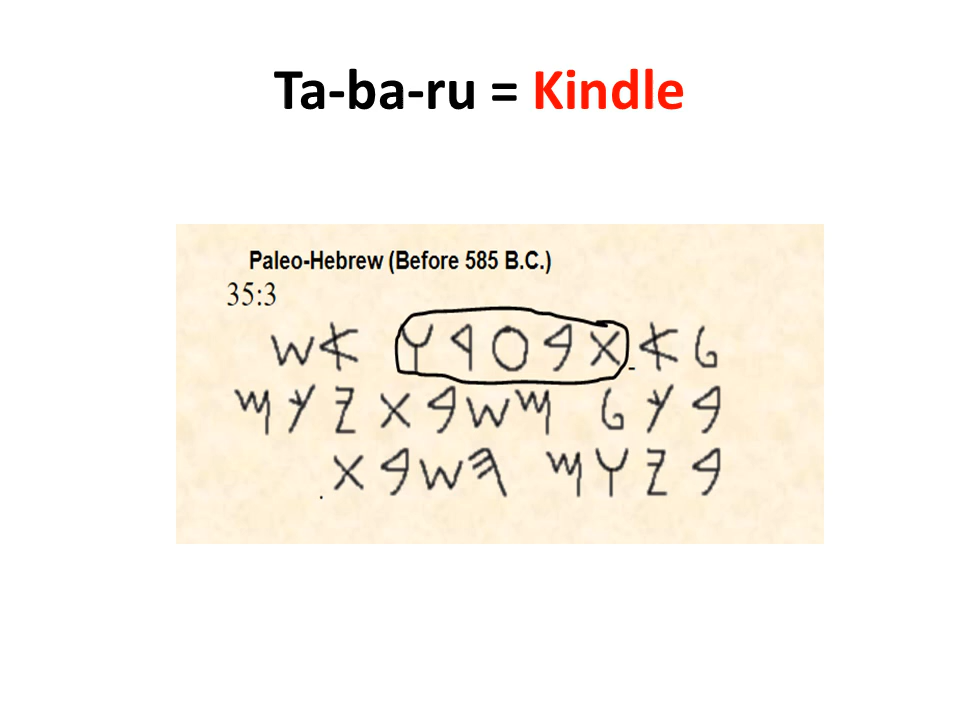 Ta-ba-ru = Kindle
Paleo-Hebrew (Before 585 B.C.)
35:3
𐤋𐤀 𐤕𐤁𐤏𐤓𐤅 𐤀𐤔
𐤁𐤊𐤋 𐤌𐤔𐤁𐤕𐤉𐤊𐤌
𐤁𐤉𐤅𐤌 𐤄𐤔𐤁𐤕